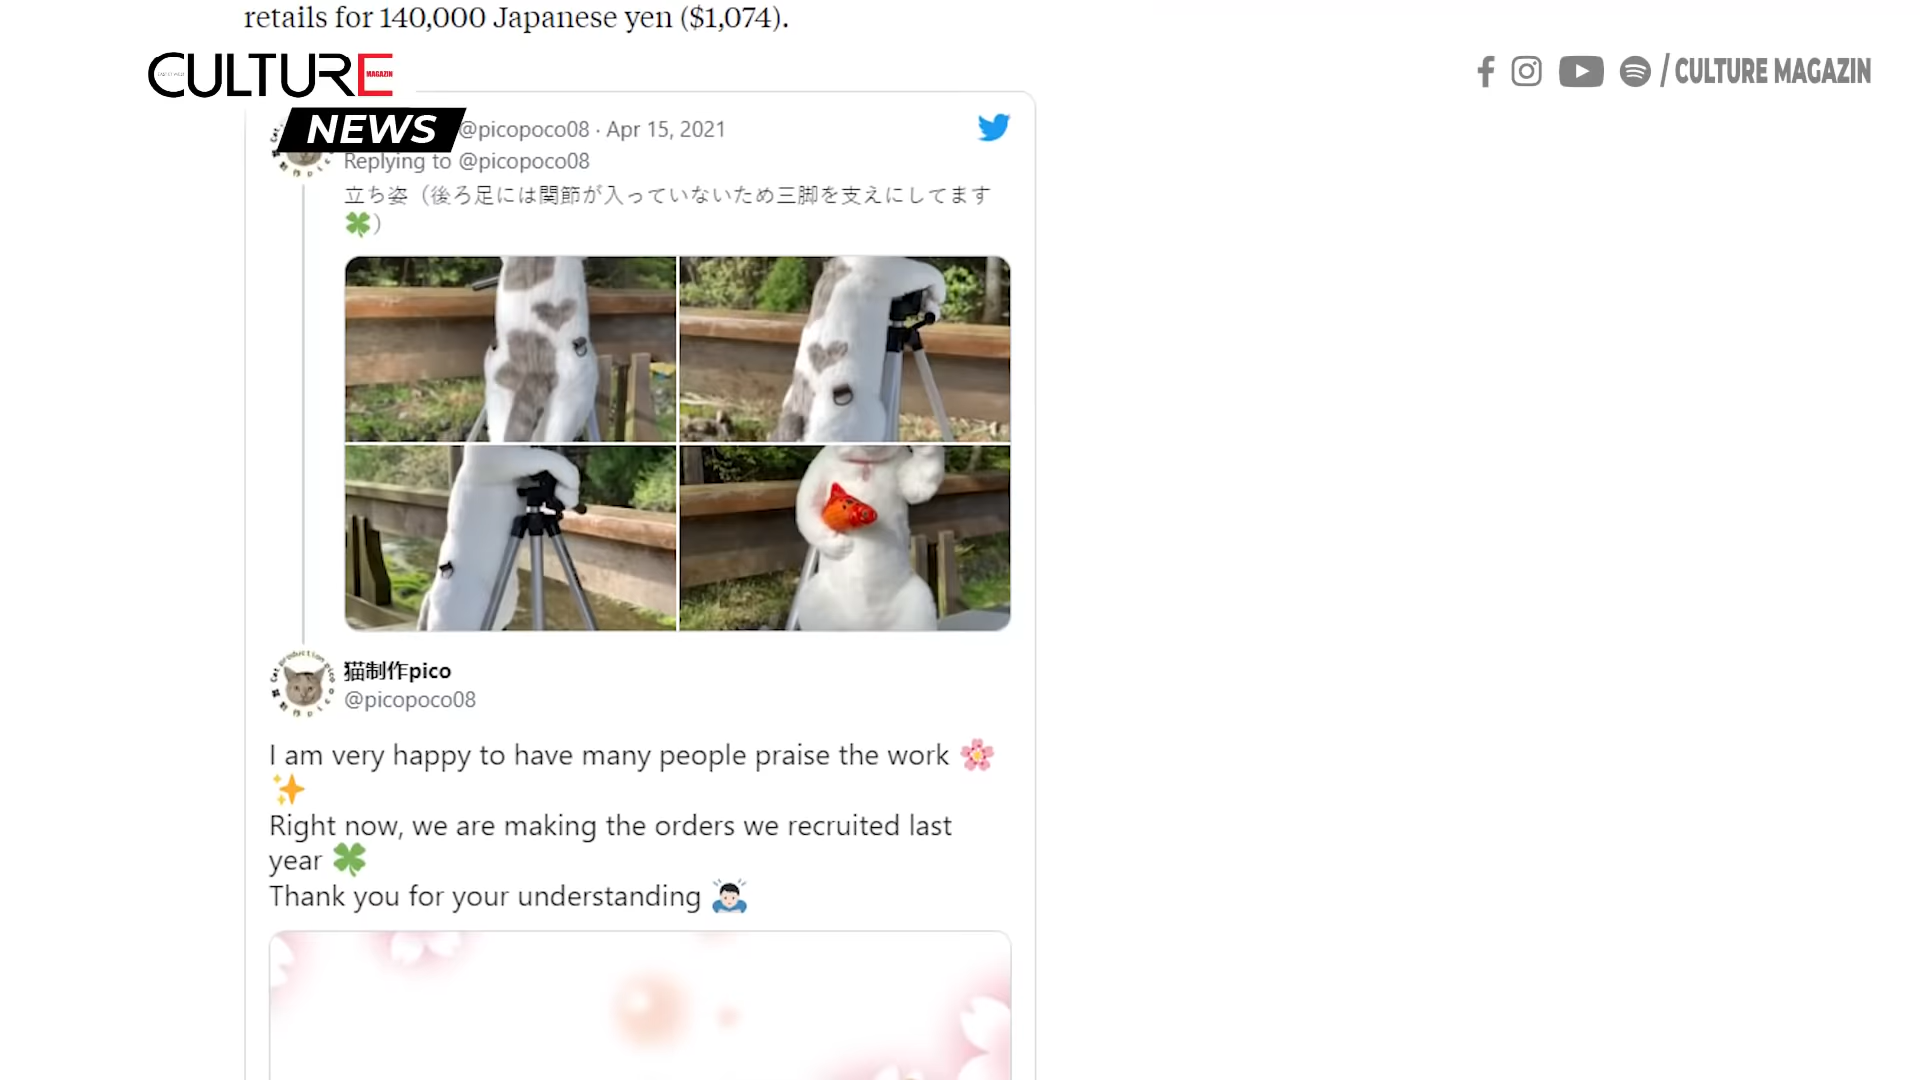 retails for 140,000 Japanese yen ($1,074).
CULTURE
MAGAZIN
NEWS
/ CULTURE MAGAZIN
@picopoco08 · Apr 15, 2021
Replying to @picopoco08
立ち姿（後ろ足には関節が入っていないため三脚を支えにしてます
🍀）
猫制作pico
@picopoco08
I am very happy to have many people praise the work 🌸
✨
Right now, we are making the orders we recruited last
year 🍀
Thank you for your understanding 🙇🏻‍♂️